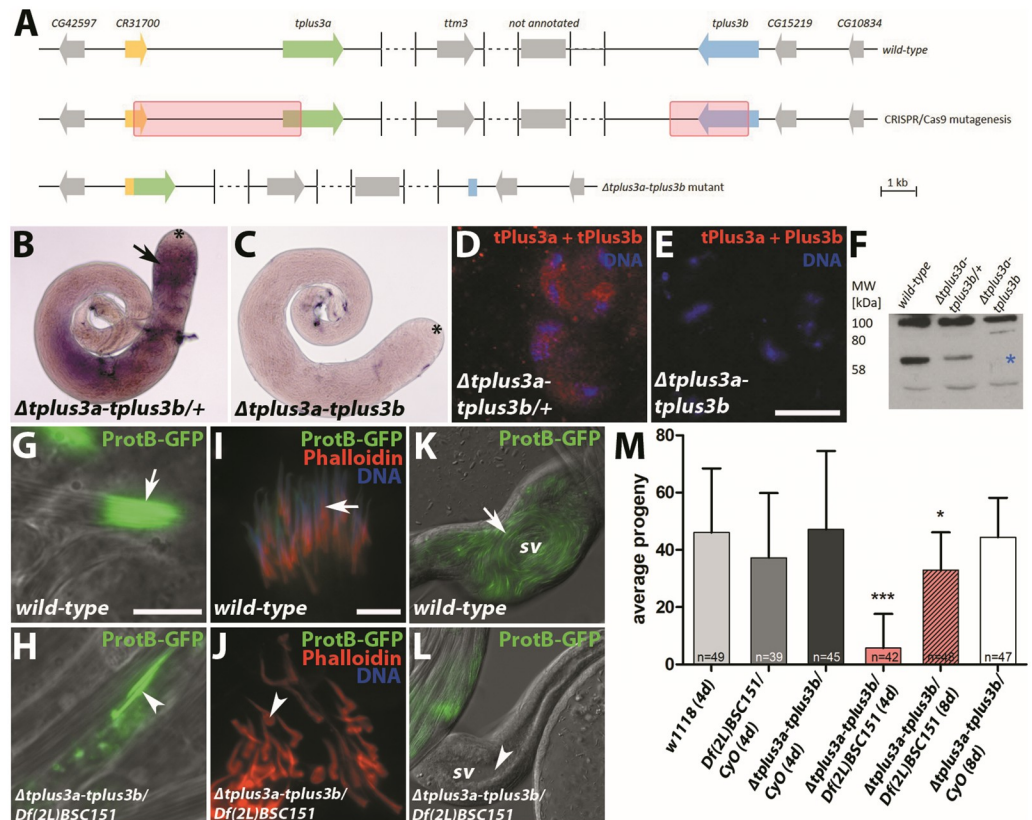 A
CG42597 CR31700 tplus3a ttm3 not annotated tplus3b CG15219 CG10834
wild-type
CRISPR/Cas9 mutagenesis
Δtplus3a-tplus3b mutant
1 kb
B
*
Δtplus3a-tplus3b/+
C
*
Δtplus3a-tplus3b
D
tPlus3a + tPlus3b
DNA
Δtplus3a-
tplus3b/+
E
tPlus3a + Plus3b
DNA
Δtplus3a-
tplus3b
F
wild-type
Δtplus3a-
tplus3b/+
Δtplus3a-
tplus3b
MW
[kDa]
100
80
58
*
G
ProtB-GFP
wild-type
I
ProtB-GFP
Phalloidin
DNA
wild-type
K
ProtB-GFP
sv
wild-type
H
ProtB-GFP
Δtplus3a-tplus3b/
Df(2L)BSC151
J
ProtB-GFP
Phalloidin
DNA
Δtplus3a-tplus3b/
Df(2L)BSC151
L
ProtB-GFP
sv
Δtplus3a-tplus3b/
Df(2L)BSC151
M
average progeny
80
60
40
20
0
***
*
n=49 n=39 n=45 n=42 n=47
w1118 (4d)
Df(2L)BSC151/
CyO (4d)
Δtplus3a-tplus3b/
CyO (4d)
Δtplus3a-tplus3b/
Df(2L)BSC151 (4d)
Δtplus3a-tplus3b/
Df(2L)BSC151 (8d)
Δtplus3a-tplus3b/
CyO (8d)